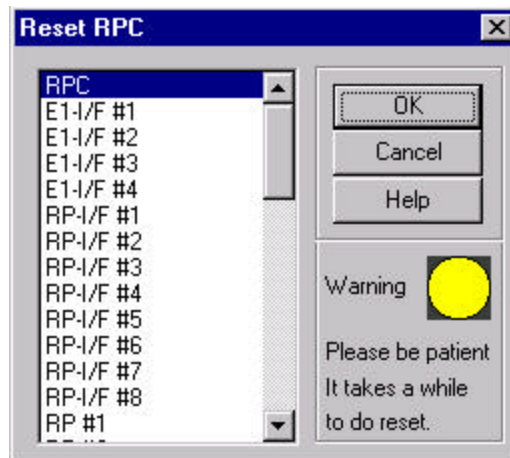 Reset RPC
RPC
E1-I/F #1
E1-I/F #2
E1-I/F #3
E1-I/F #4
RP-I/F #1
RP-I/F #2
RP-I/F #3
RP-I/F #4
RP-I/F #5
RP-I/F #6
RP-I/F #7
RP-I/F #8
RP #1
OK
Cancel
Help
Warning
Please be patient
It takes a while
to do reset.